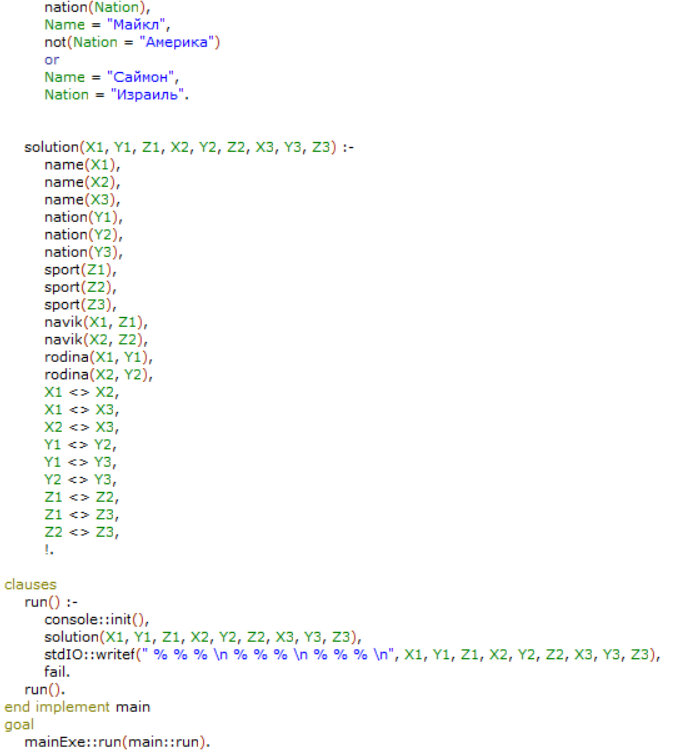 nation(Nation),
Name = "Майкл",
not(Nation = "Америка")
or
Name = "Саймон",
Nation = "Израиль".
solution(X1, Y1, Z1, X2, Y2, Z2, X3, Y3, Z3) :-
name(X1),
name(X2),
name(X3),
nation(Y1),
nation(Y2),
nation(Y3),
sport(Z1),
sport(Z2),
sport(Z3),
navik(X1, Z1),
navik(X2, Z2),
rodina(X1, Y1),
rodina(X2, Y2),
X1 <> X2,
X1 <> X3,
X2 <> X3,
Y1 <> Y2,
Y1 <> Y3,
Y2 <> Y3,
Z1 <> Z2,
Z1 <> Z3,
Z2 <> Z3,
!.
clauses
run() :-
console::init(),
solution(X1, Y1, Z1, X2, Y2, Z2, X3, Y3, Z3),
stdIO::writef(" % % % \n % % % \n % % % \n", X1, Y1, Z1, X2, Y2, Z2, X3, Y3, Z3),
fail.
run().
end implement main
goal
mainExe::run(main::run).